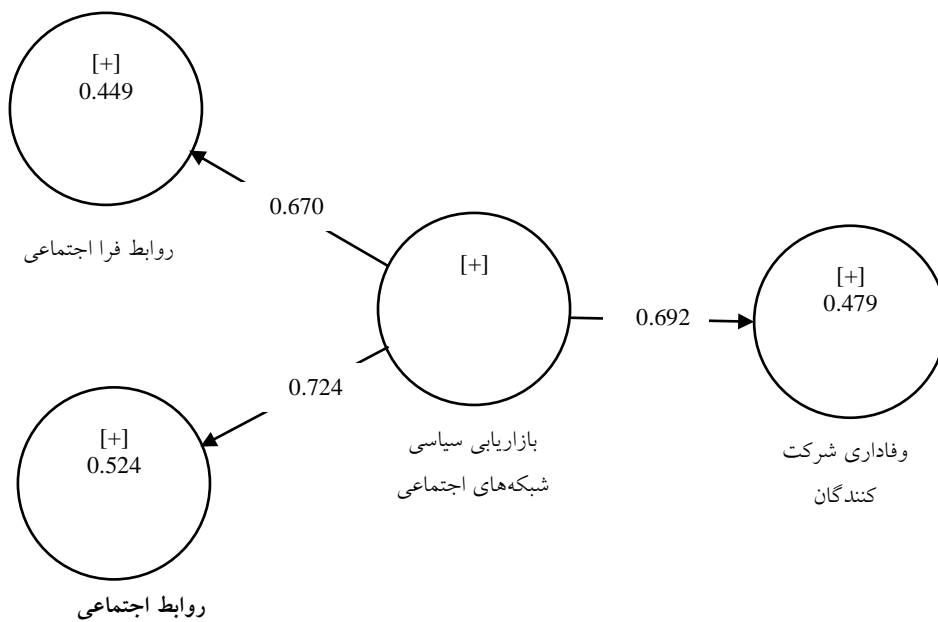 [+]
0.449
روابط فرا اجتماعی
0.670
[+]
بازاریابی سیاسی
شبکه‌های اجتماعی
0.692
[+]
0.479
وفاداری شرکت
کنندگان
0.724
[+]
0.524
روابط اجتماعی